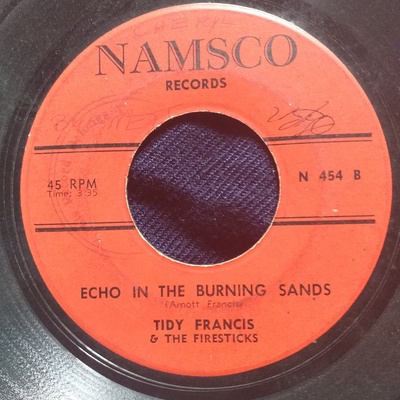 CHERYL
NAMSCO
RECORDS
45 RPM
Time: 3:35
N 454 B
ECHO IN THE BURNING SANDS
(Arnott Francis)
TIDY FRANCIS
& THE FIRESTICKS